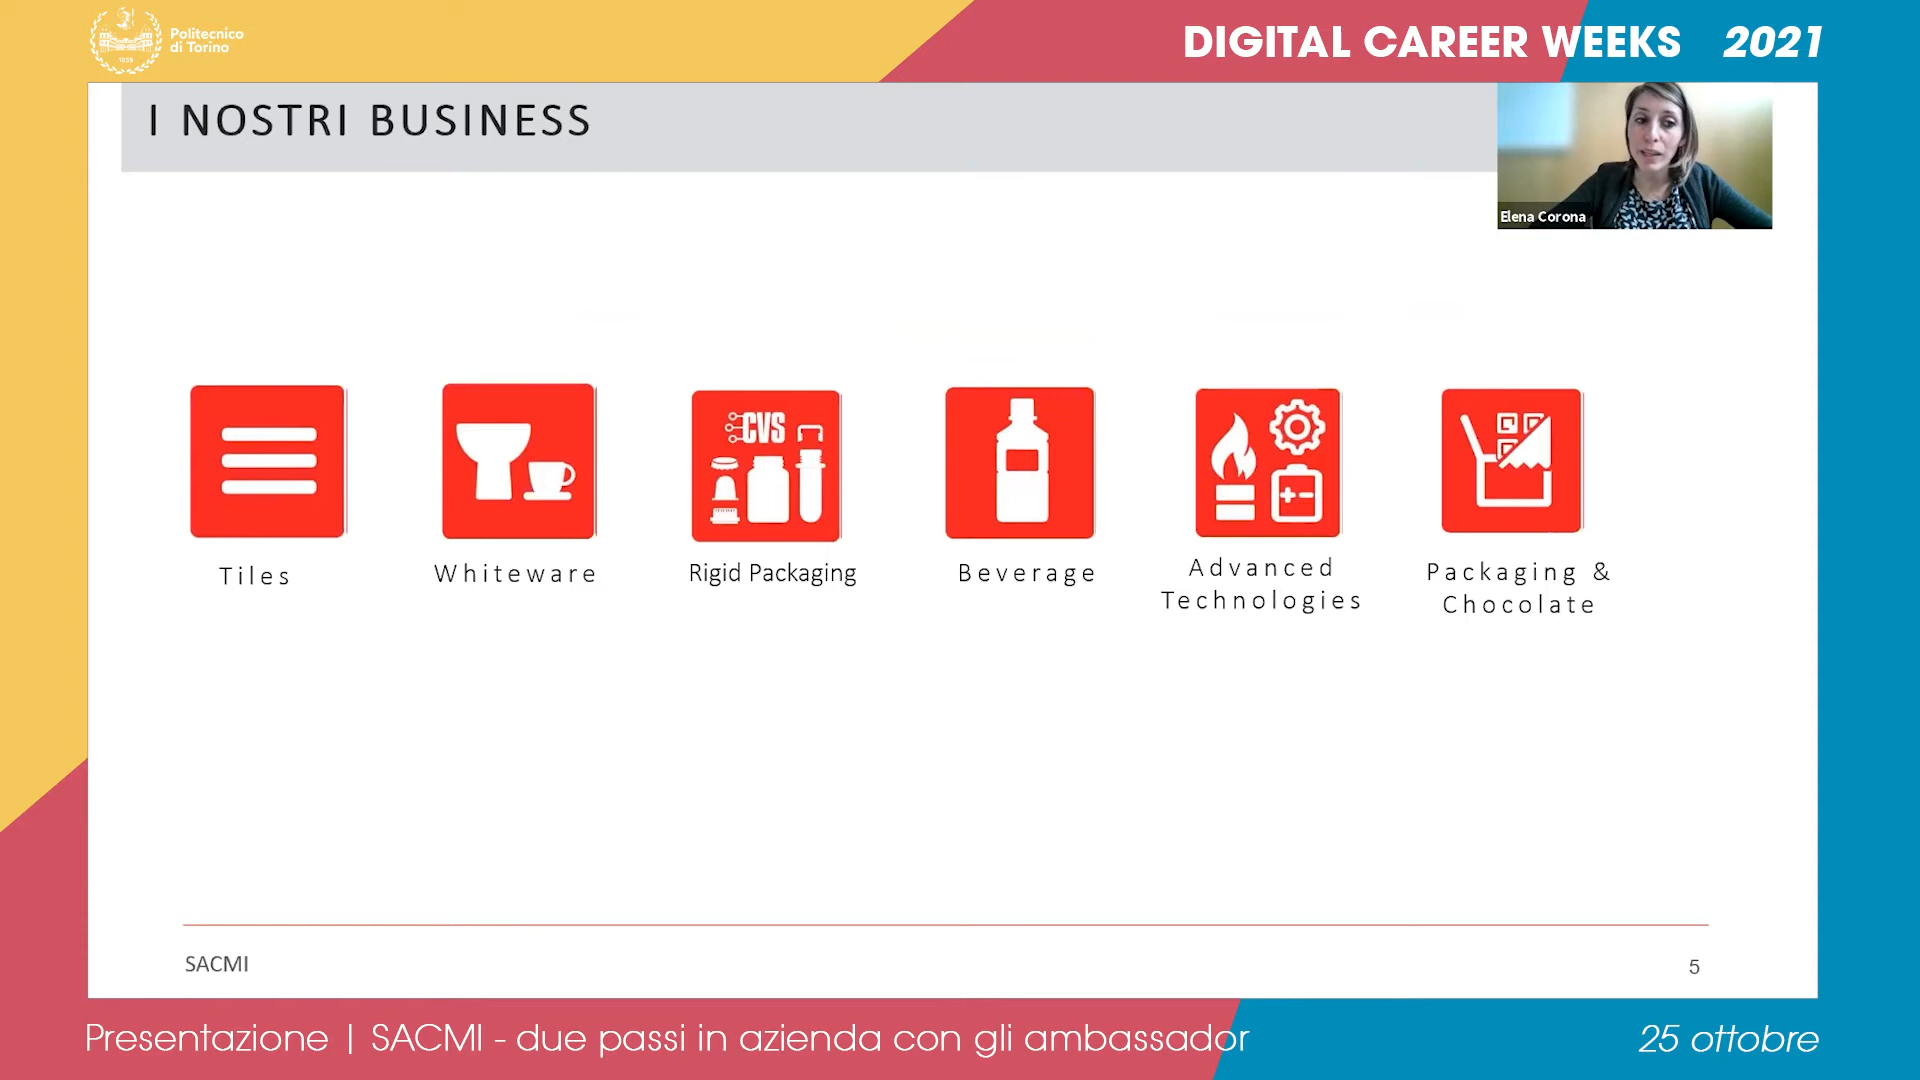 Politecnico
di Torino
1859
DIGITAL CAREER WEEKS 2021
I NOSTRI BUSINESS
Elena Corona
CVS
Tiles
Whiteware
Rigid Packaging
Beverage
Advanced
Technologies
Packaging &
Chocolate
SACMI
5
Presentazione | SACMI - due passi in azienda con gli ambassador
25 ottobre